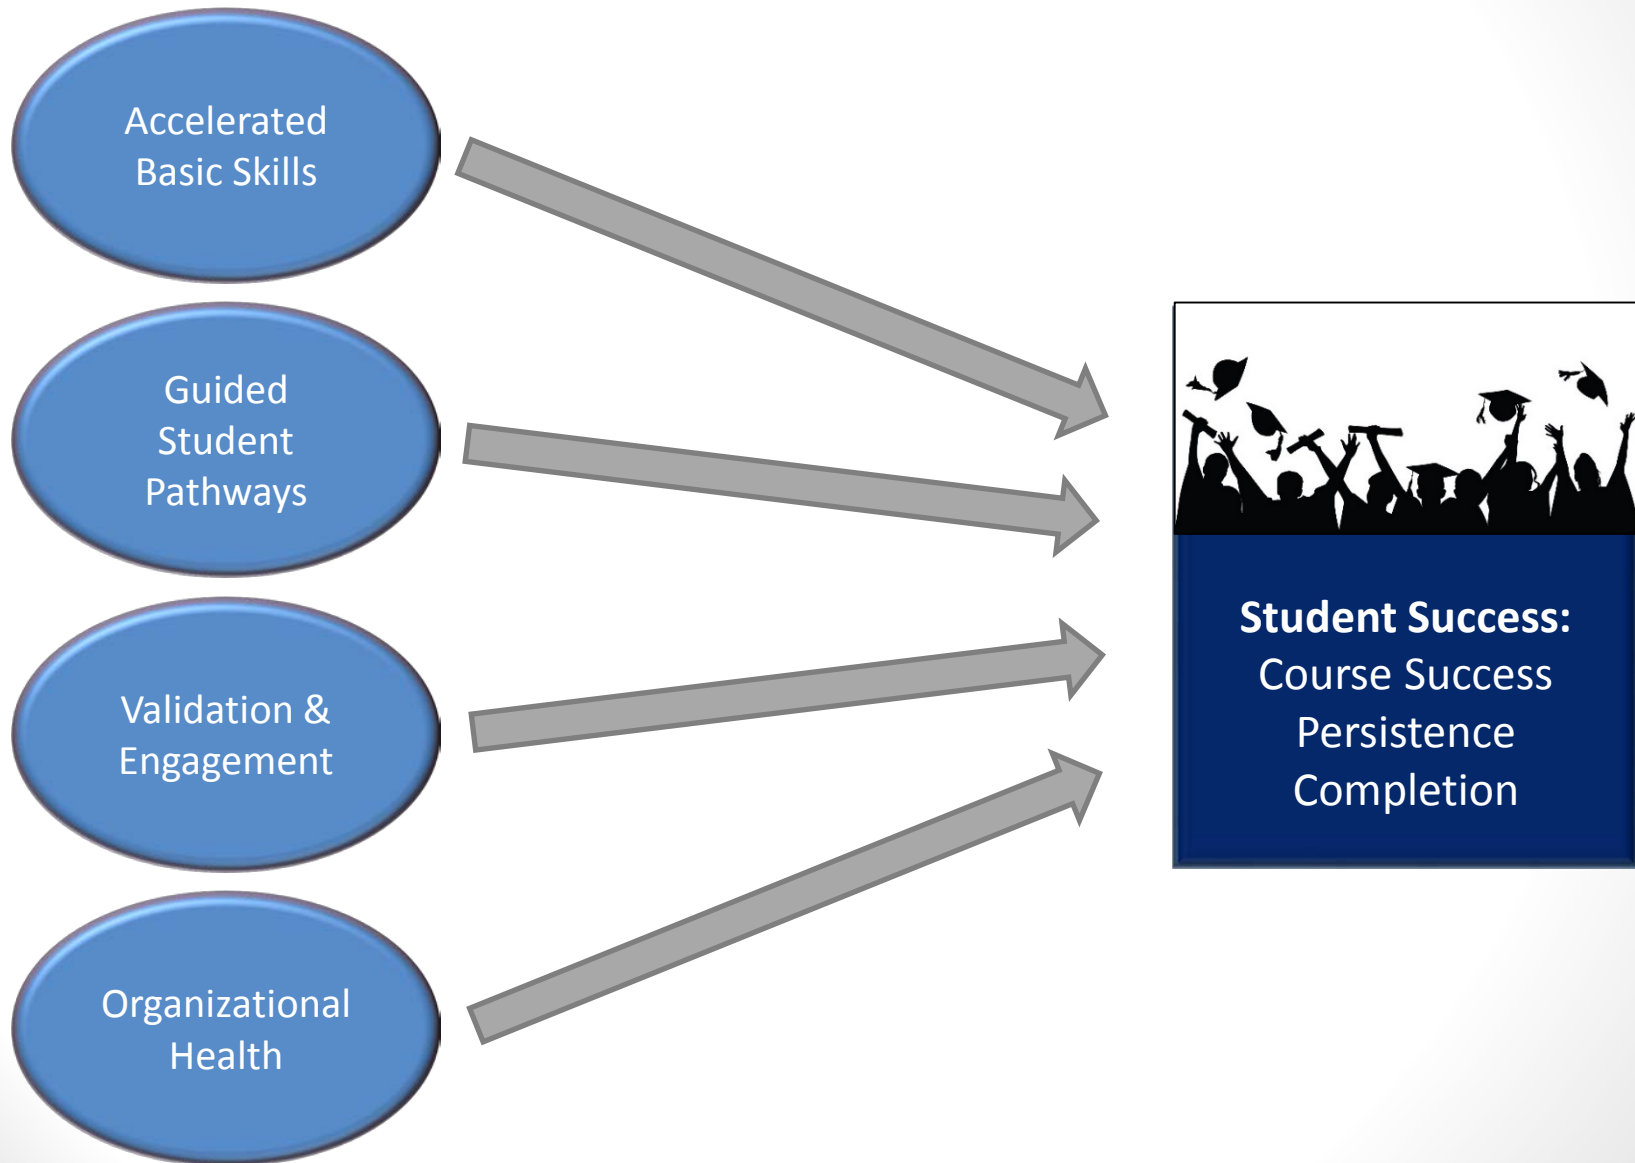 Accelerated
Basic Skills
Guided
Student
Pathways
Validation &
Engagement
Organizational
Health
Student Success:
Course Success
Persistence
Completion